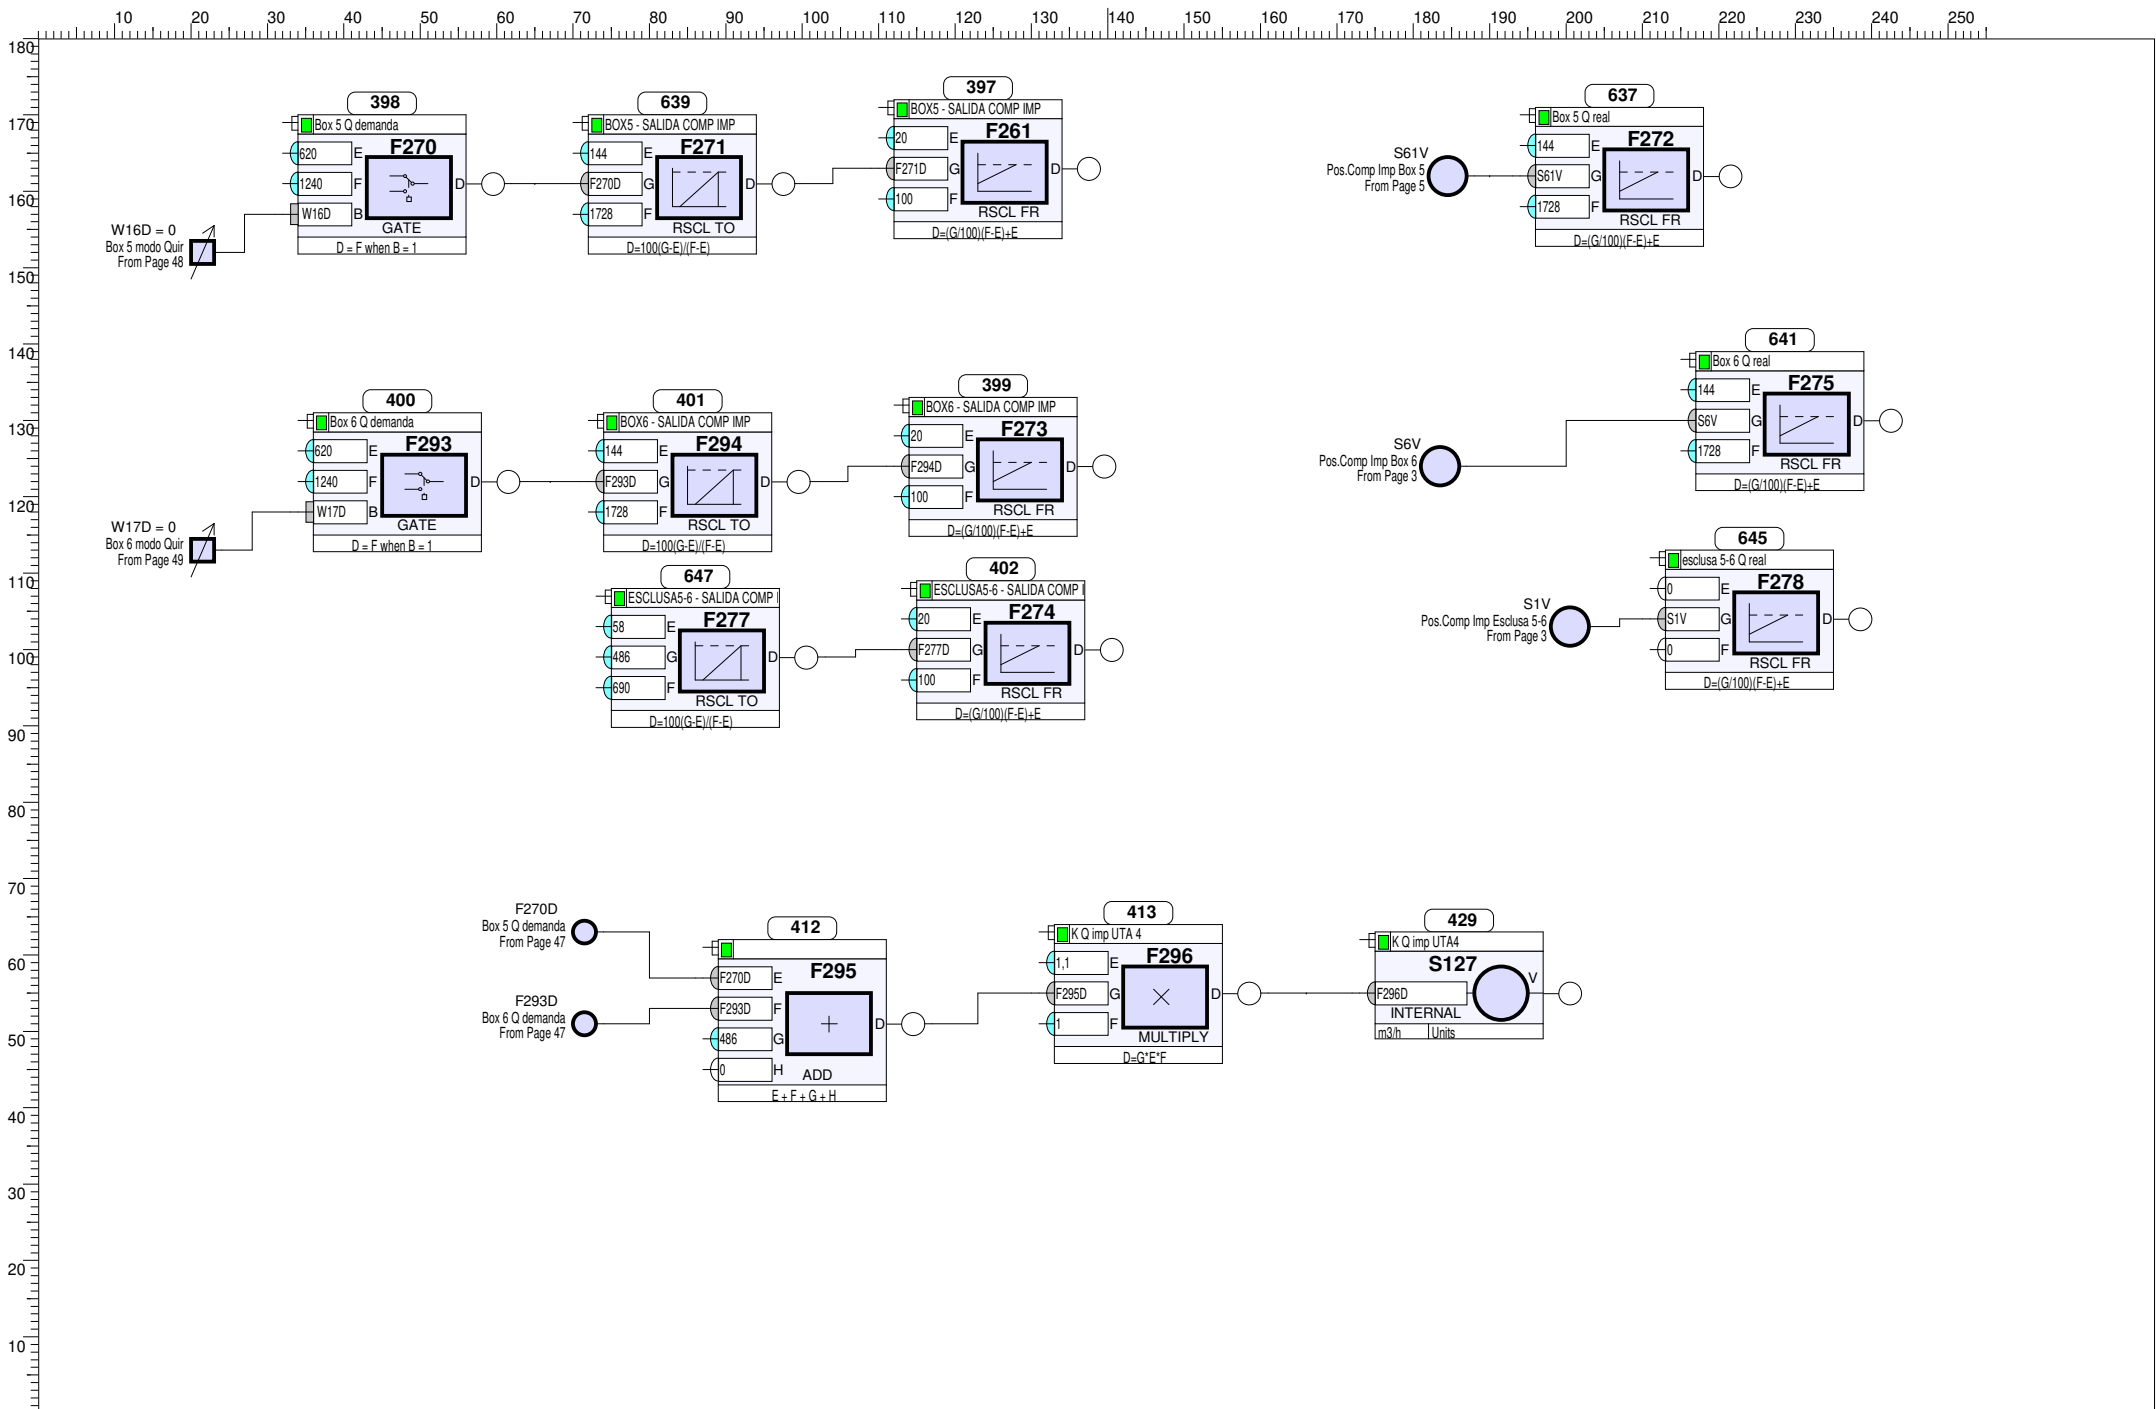 10 20 30 40 50 60 70 80 90 100 110 120 130 140 150 160 170 180 190 200 210 220 230 240 250
180
170
160
150
140
130
120
110
100
90
80
70
60
50
40
30
20
10
W16D = 0
Box 5 modo Quir
From Page 48
398
Box 5 Q demanda
F270
620 E
1240 F
W16D B
D
GATE
D = F when B = 1
639
BOX5 - SALIDA COMP IMP
F271
144 E
F270D G
1728 F
D
RSCL TO
D=100(G-E)/(F-E)
397
BOX5 - SALIDA COMP IMP
F261
20 E
F271D G
100 F
D
RSCL FR
D=(G/100)(F-E)+E
S61V
Pos.Comp Imp Box 5
From Page 5
637
Box 5 Q real
F272
144 E
S61V G
1728 F
D
RSCL FR
D=(G/100)(F-E)+E
W17D = 0
Box 6 modo Quir
From Page 49
400
Box 6 Q demanda
F293
620 E
1240 F
W17D B
D
GATE
D = F when B = 1
401
BOX6 - SALIDA COMP IMP
F294
144 E
F293D G
1728 F
D
RSCL TO
D=100(G-E)/(F-E)
399
BOX6 - SALIDA COMP IMP
F273
20 E
F294D G
100 F
D
RSCL FR
D=(G/100)(F-E)+E
S6V
Pos.Comp Imp Box 6
From Page 3
641
Box 6 Q real
F275
144 E
S6V G
1728 F
D
RSCL FR
D=(G/100)(F-E)+E
647
ESCLUSA5-6 - SALIDA COMP I
F277
58 E
486 G
690 F
D
RSCL TO
D=100(G-E)/(F-E)
402
ESCLUSA5-6 - SALIDA COMP I
F274
20 E
F277D G
100 F
D
RSCL FR
D=(G/100)(F-E)+E
S1V
Pos.Comp Imp Esclusa 5-6
From Page 3
645
esclusa 5-6 Q real
F278
0 E
S1V G
0 F
D
RSCL FR
D=(G/100)(F-E)+E
F270D
Box 5 Q demanda
From Page 47
F293D
Box 6 Q demanda
From Page 47
412
F295
F270D E
F293D F
486 G
0 H
D
ADD
E + F + G + H
413
K Q imp UTA 4
F296
1,1 E
F295D G
1 F
D
MULTIPLY
D=G*E*F
429
K Q imp UTA4
S127
F296D
V
INTERNAL
m3/h Units